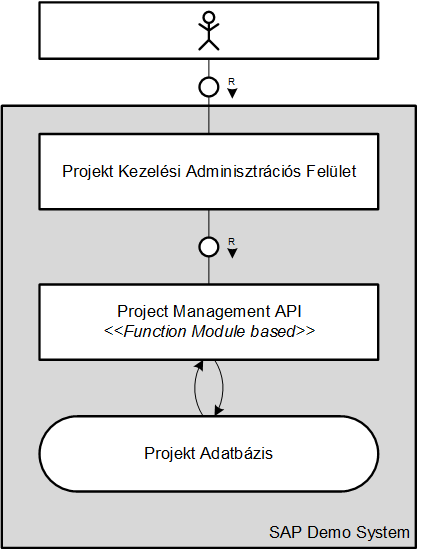 R
Projekt Kezelési Adminisztrációs Felület
R
Project Management API
<<Function Module based>>
Projekt Adatbázis
SAP Demo System